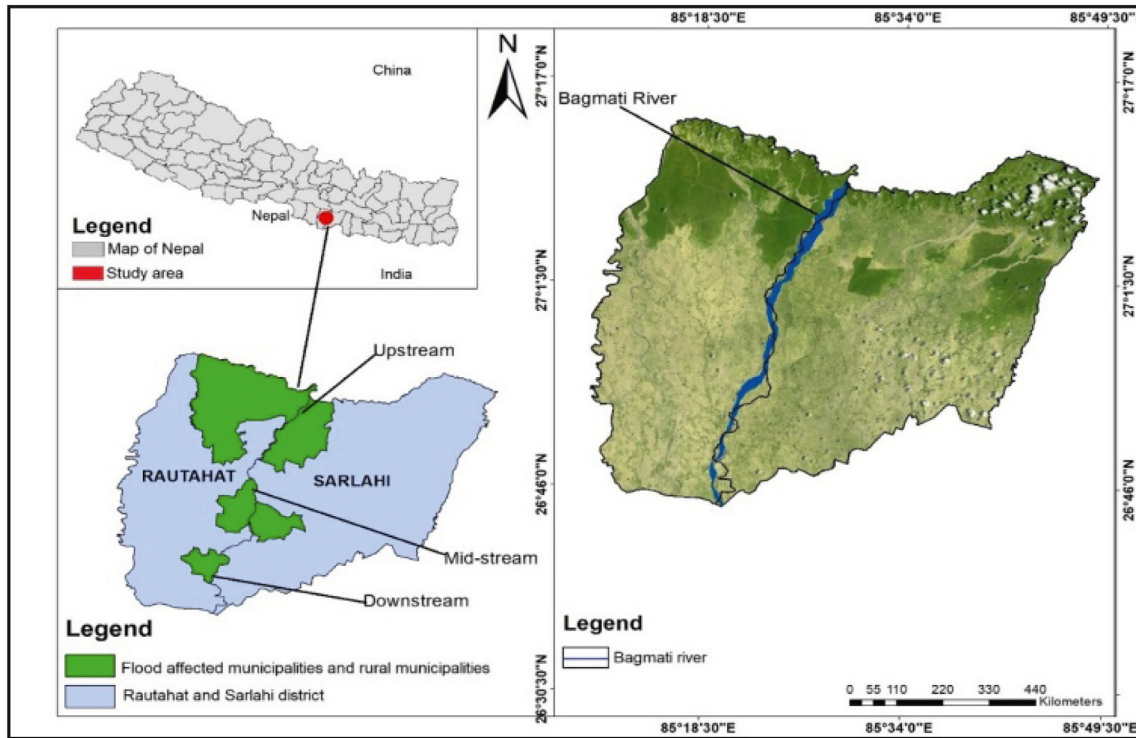 85°18'30"E 85°34'0"E 85°49'30"E
N
China
Nepal
India
Legend
Map of Nepal
Study area
Upstream
RAUTAHAT
SARLAHI
Mid-stream
Downstream
Legend
Flood affected municipalities and rural municipalities
Rautahat and Sarlahi district
27°17'0"N
27°1'30"N
26°46'0"N
26°30'30"N
Bagmati River
Legend
Bagmati river
0 55 110 220 330 440
Kilometers
27°17'0"N
27°1'30"N
26°46'0"N
26°30'30"N
85°18'30"E 85°34'0"E 85°49'30"E